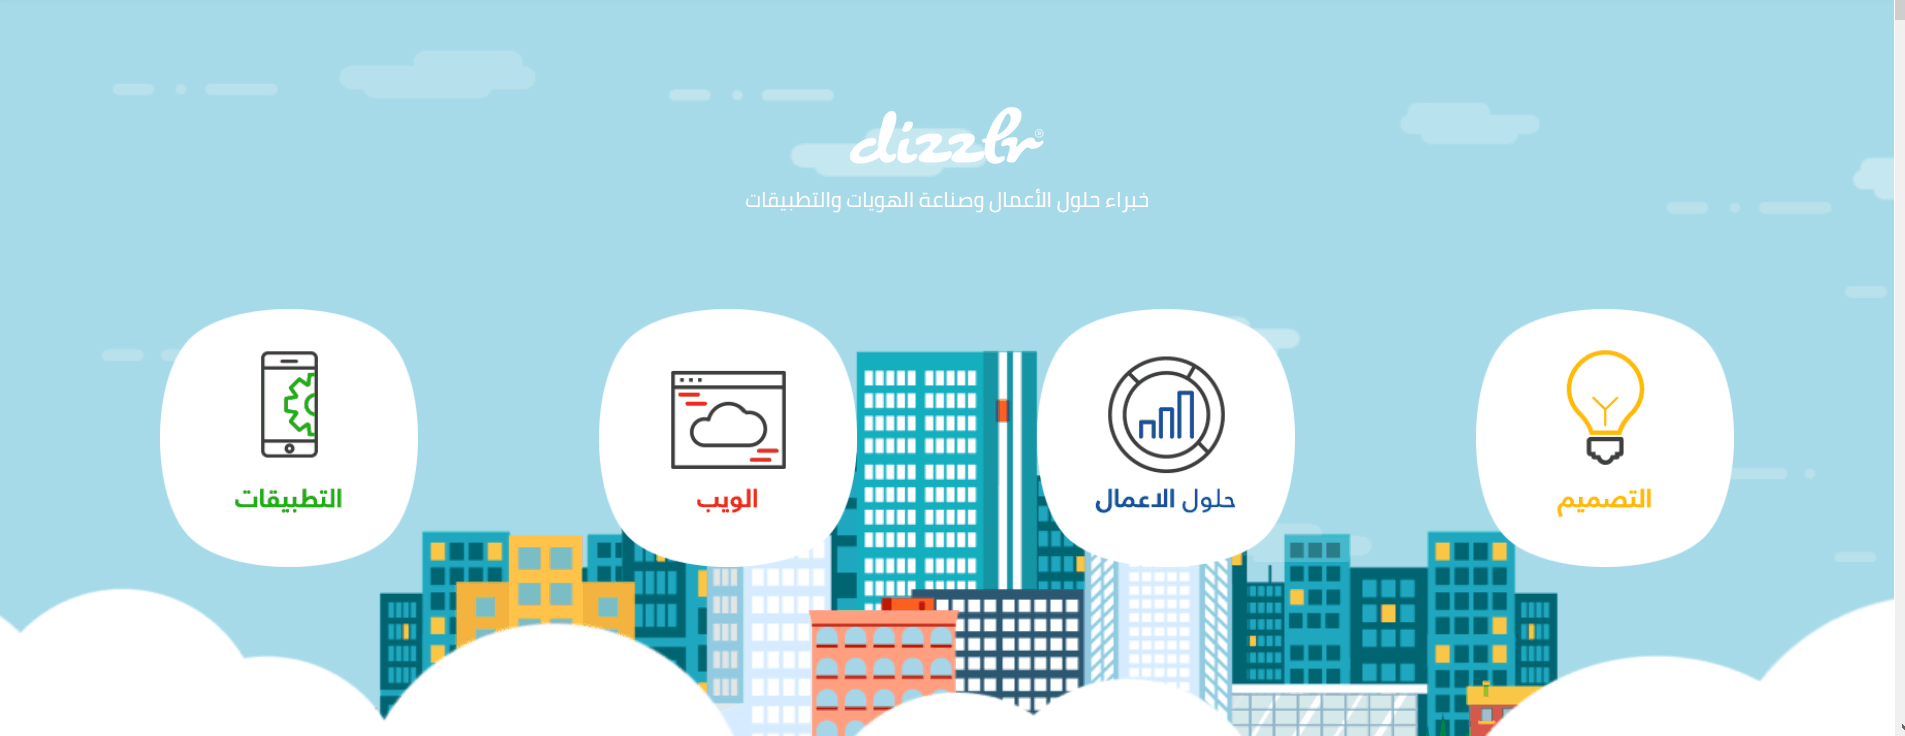 dizzlr®
خبراء حلول الأعمال وصناعة الهويات والتطبيقات
التصميم
حلول الاعمال
الويب
التطبيقات